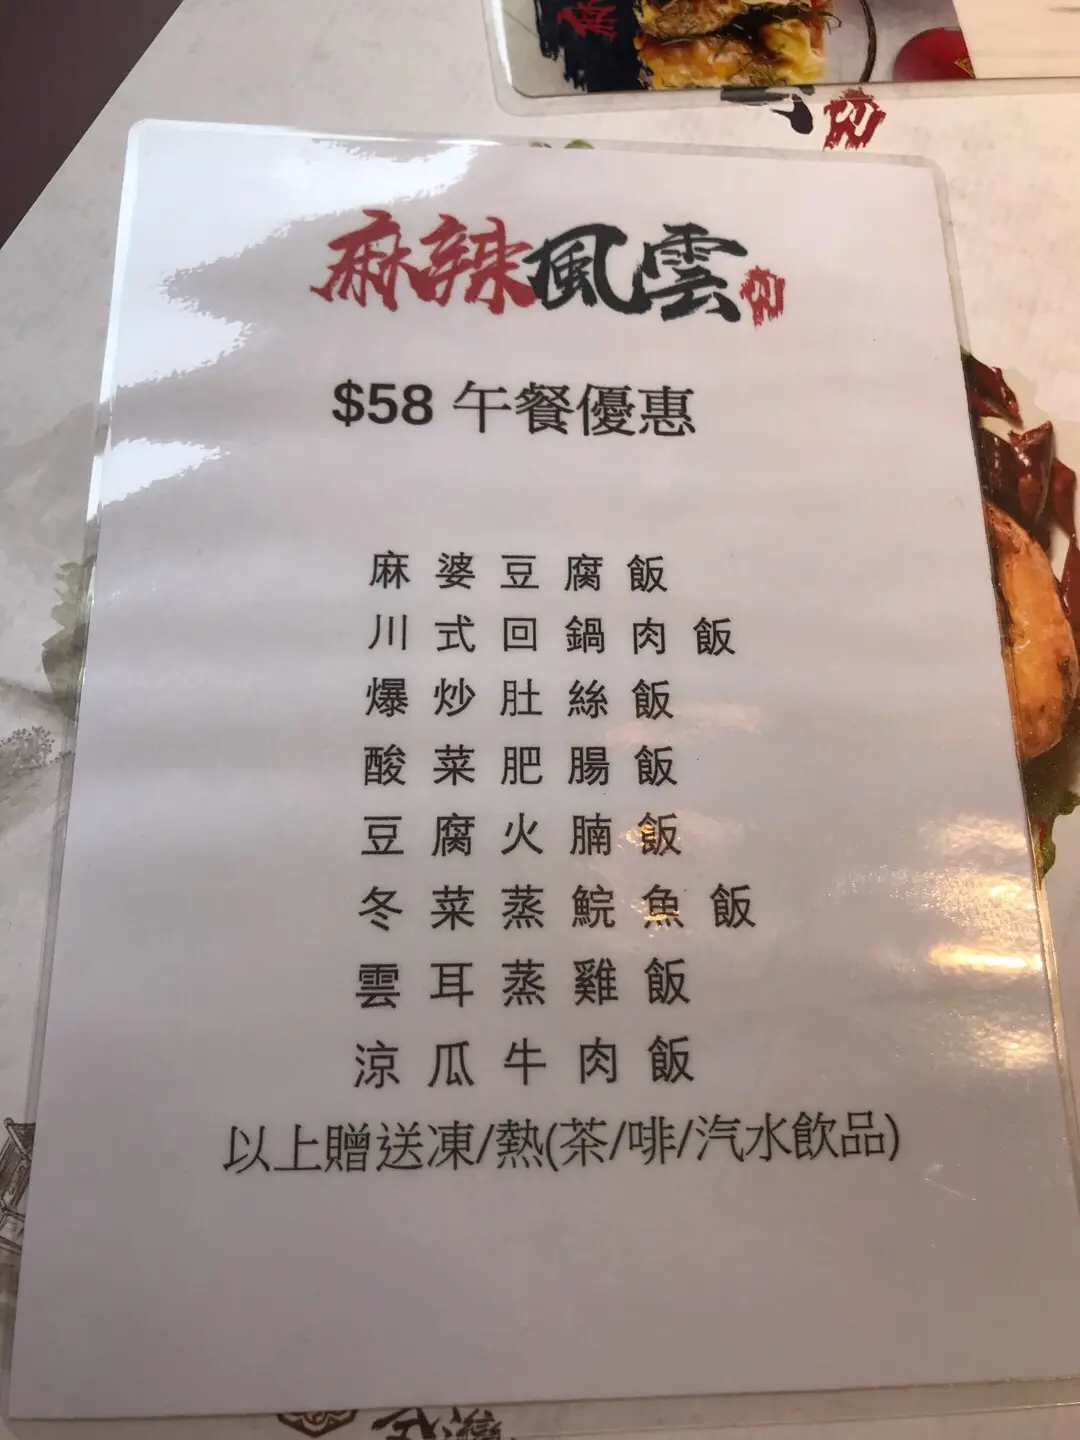 麻辣風雲
$58 午餐優惠
麻婆豆腐飯
川式回鍋肉飯
爆炒肚絲飯
酸菜肥腸飯
豆腐火腩飯
冬菜蒸鯇魚飯
雲耳蒸雞飯
涼瓜牛肉飯
以上贈送凍/熱(茶/啡/汽水飲品)